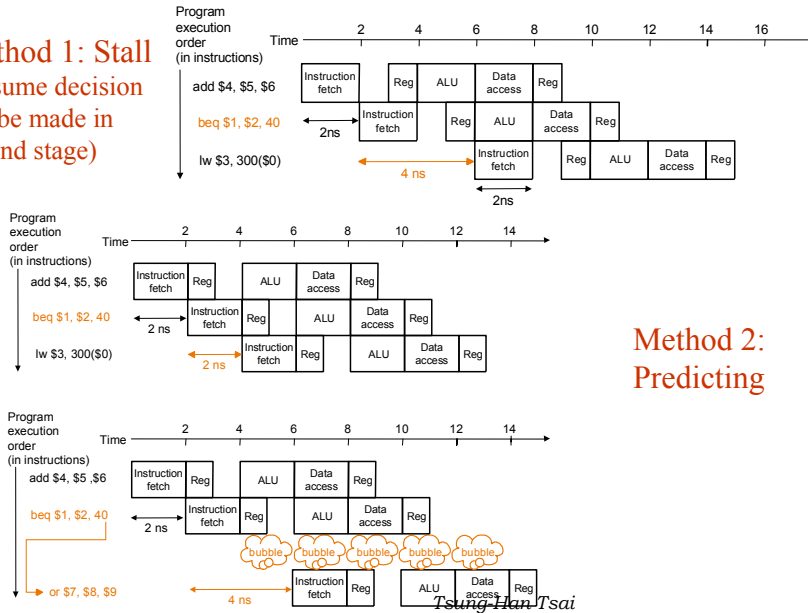 thod 1: Stall
sume decision
be made in
nd stage)
Program
execution
order
(in instructions)
Time
2 4 6 8 10 12 14 16
add $4, $5, $6
Instruction fetch Reg ALU Data access Reg
beq $1, $2, 40
Instruction fetch Reg ALU Data access Reg
2ns
lw $3, 300($0)
4 ns
Instruction fetch Reg ALU Data access Reg
2ns
Program
execution
order
(in instructions)
Time
2 4 6 8 10 12 14
add $4, $5, $6
Instruction fetch Reg ALU Data access Reg
beq $1, $2, 40
2 ns
Instruction fetch Reg ALU Data access Reg
lw $3, 300($0)
2 ns
Instruction fetch Reg ALU Data access Reg
Method 2:
Predicting
Program
execution
order
(in instructions)
Time
2 4 6 8 10 12 14
add $4, $5 ,$6
Instruction fetch Reg ALU Data access Reg
beq $1, $2, 40
2 ns
Instruction fetch Reg ALU Data access Reg
bubble bubble bubble bubble bubble
or $7, $8, $9
4 ns
Instruction fetch Reg ALU Data access Reg
Tsung-Han Tsai